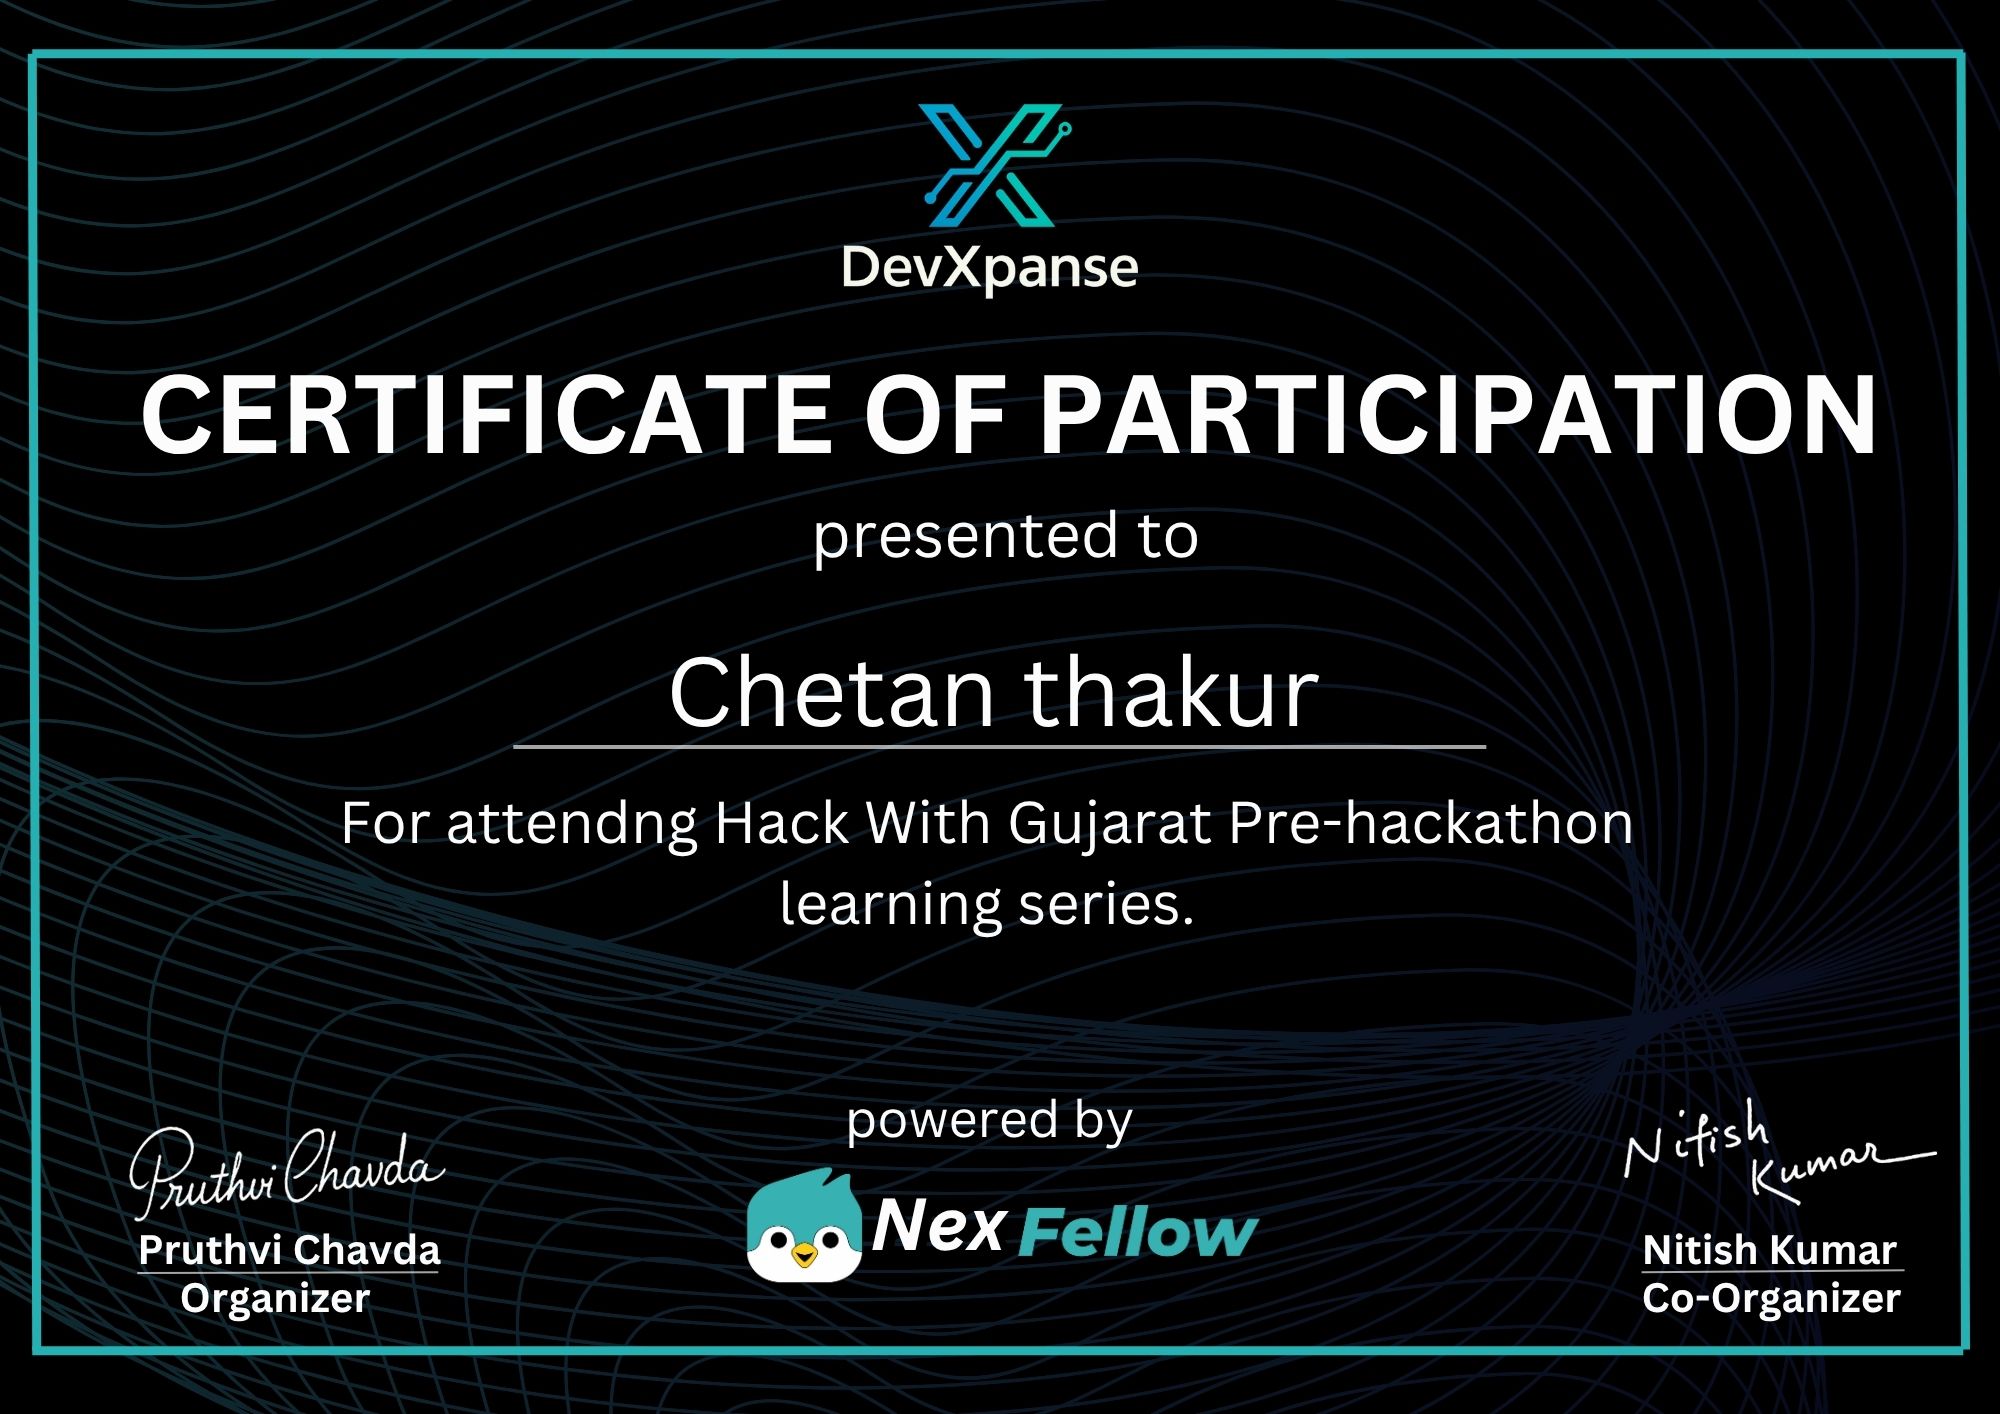 DevXpanse
CERTIFICATE OF PARTICIPATION
presented to
Chetan thakur
For attendng Hack With Gujarat Pre-hackathon
learning series.
powered by
Nex Fellow
Pruthvi Chavda
Pruthvi Chavda
Organizer
Nitish
Kumar
Nitish Kumar
Co-Organizer